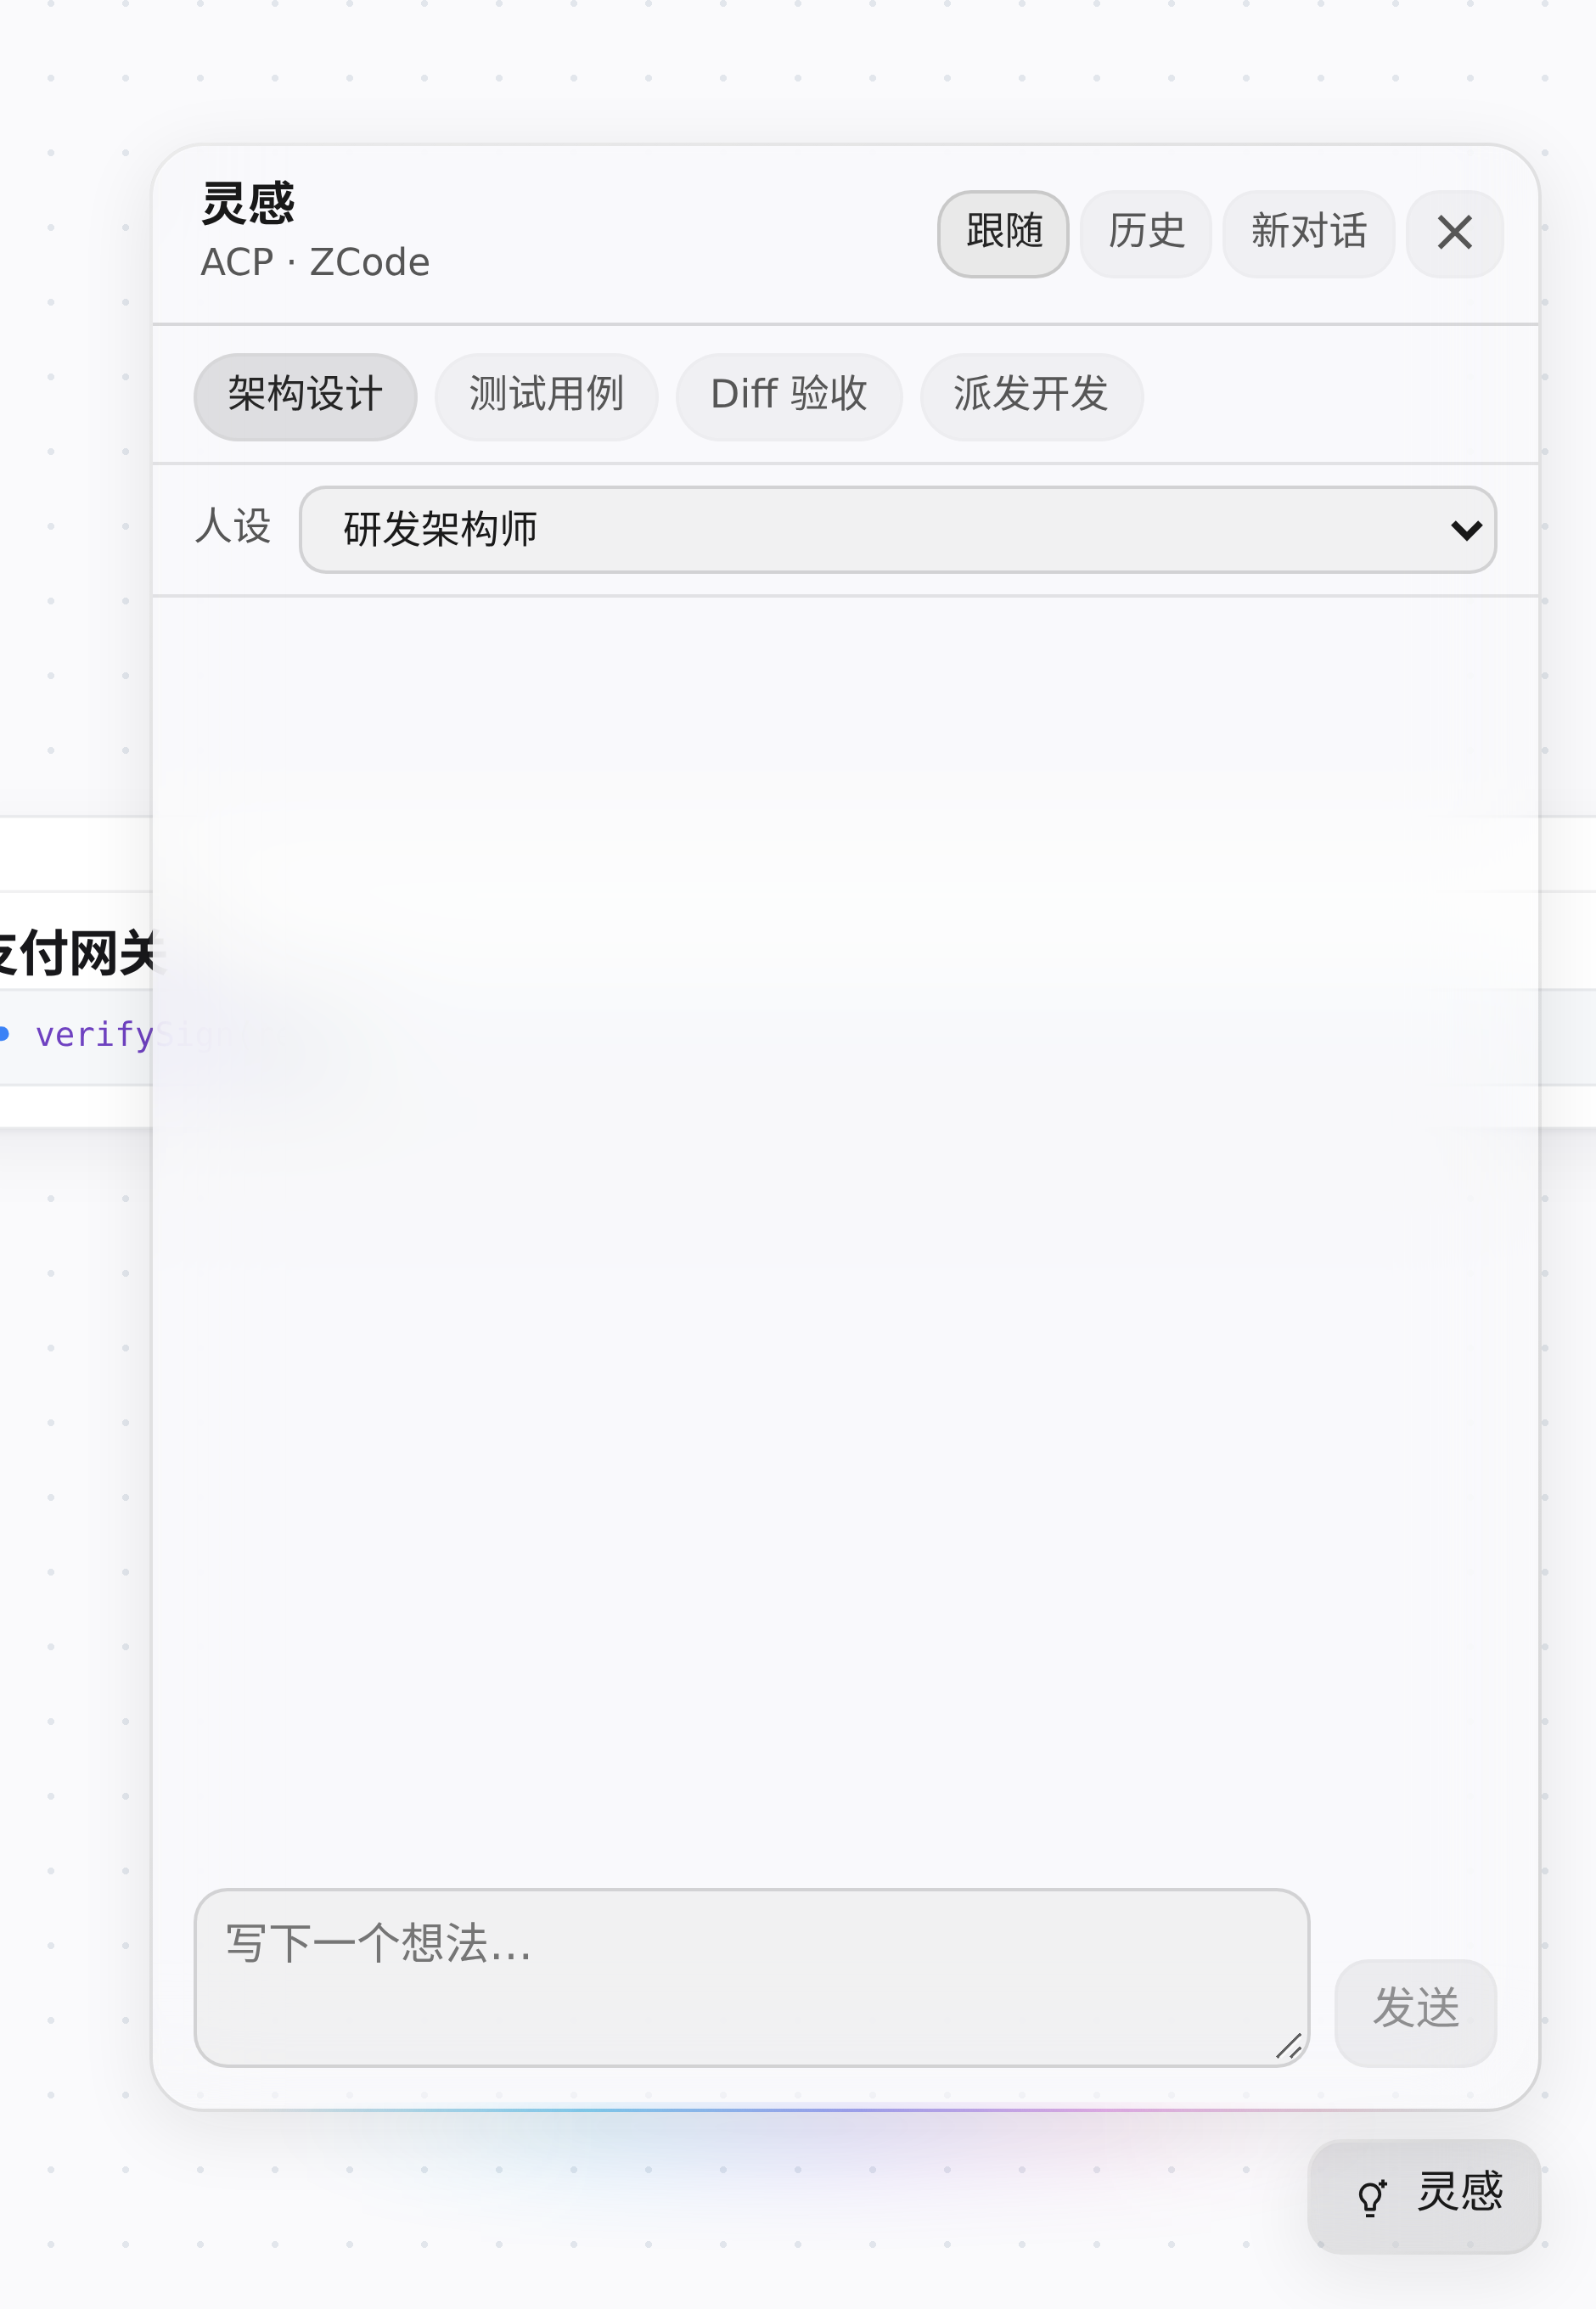 灵感
ACP · ZCode
跟随 历史 新对话
架构设计 测试用例 Diff 验收 派发开发
人设 研发架构师
支付网关
verifySign
写下一个想法...
发送
灵感